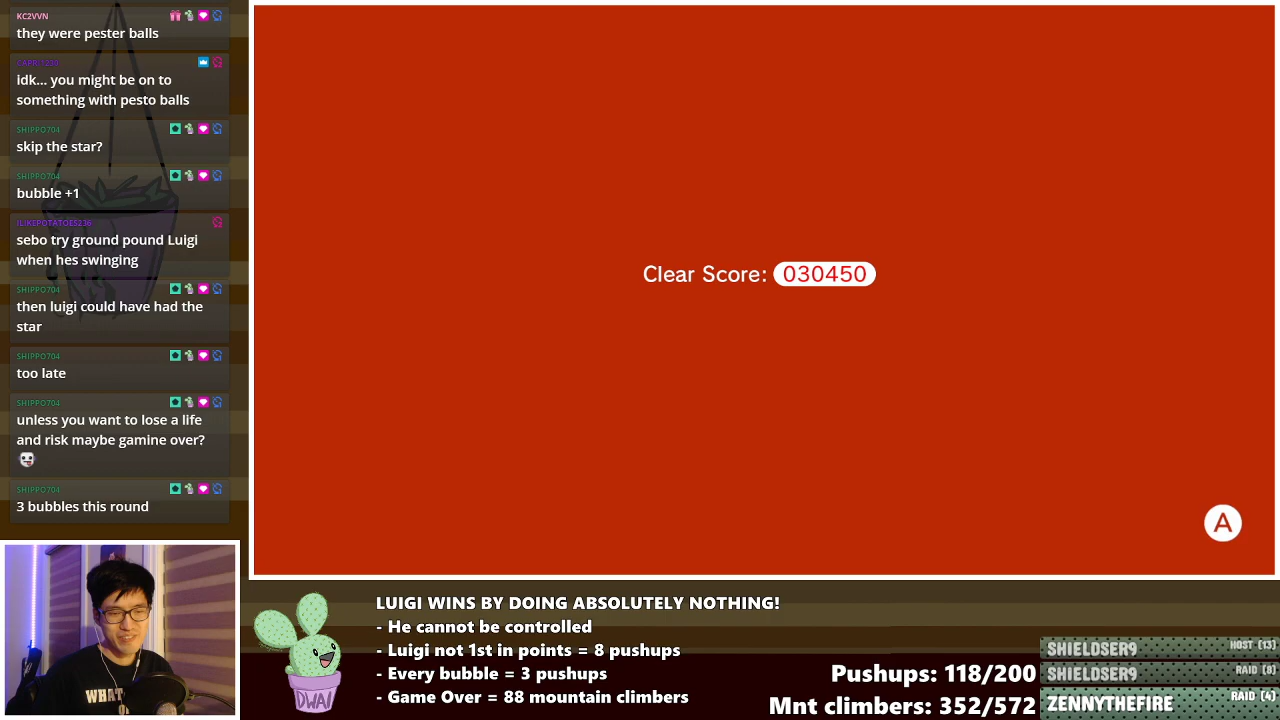 KC2VVN
they were pester balls
idk... you might be on to
something with pesto balls
SHIPPO704
skip the star?
SHIPPO704
bubble +1
ILIKEPOTATOES236
sebo try ground pound Luigi
when hes swinging
SHIPPO704
then luigi could have had the
star
SHIPPO704
too late
SHIPPO704
unless you want to lose a life
and risk maybe gamine over?
SHIPPO704
3 bubbles this round
Clear Score: 030450
A
WHAT
DWAI
LUIGI WINS BY DOING ABSOLUTELY NOTHING!
- He cannot be controlled
- Luigi not 1st in points = 8 pushups
- Every bubble = 3 pushups
- Game Over = 88 mountain climbers
Pushups: 118/200
Mnt climbers: 352/572
SHIELDSER9 HOST (13)
SHIELDSER9 RAID (8)
ZENNYTHEFIRE RAID (4)